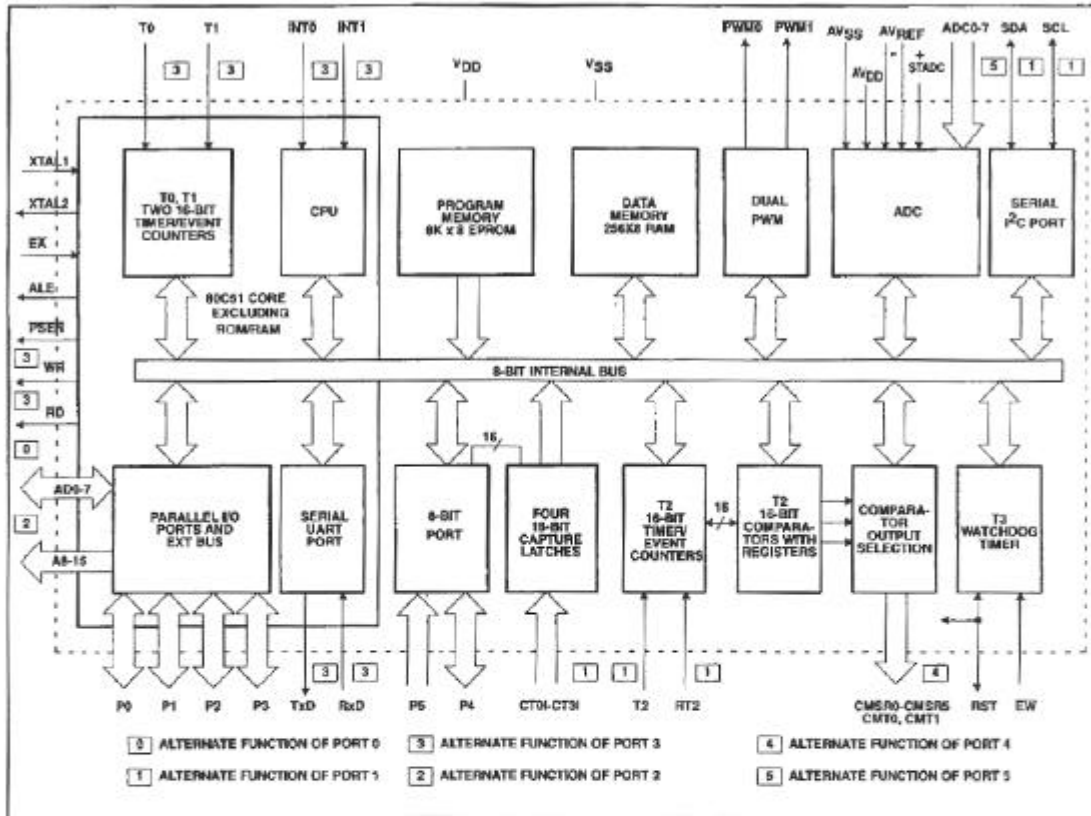 T0 T1 INT0 INT1 PWM0 PWM1 AVSS AVREF ADC0-7 SDA SCL
- +
3 3 3 3 VDD VSS AVDD STADC 5 1 1
XTAL1
XTAL2
EX
ALE
PSEN
3 WR
3 RD
0
AD0-7
2
A8-15
T0, T1
TWO 16-BIT
TIMER/EVENT
COUNTERS
CPU
PROGRAM
MEMORY
8K x 8 EPROM
DATA
MEMORY
256X8 RAM
DUAL
PWM
ADC
SERIAL
I2C PORT
80C51 CORE
EXCLUDING
ROM/RAM
8-BIT INTERNAL BUS
16
16
PARALLEL I/O
PORTS AND
EXT BUS
SERIAL
UART
PORT
8-BIT
PORT
FOUR
16-BIT
CAPTURE
LATCHES
T2
16-BIT
TIMER/
EVENT
COUNTERS
T2
16-BIT
COMPARA-
TORS WITH
REGISTERS
COMPARA-
TOR
OUTPUT
SELECTION
T3
WATCHDOG
TIMER
3 3 1 1 1 4
P0 P1 P2 P3 TxD RxD P5 P4 CT0I-CT3I T2 RT2 CMSR0-CMSR5 RST EW
CMT0, CMT1
0 ALTERNATE FUNCTION OF PORT 0
3 ALTERNATE FUNCTION OF PORT 3
4 ALTERNATE FUNCTION OF PORT 4
1 ALTERNATE FUNCTION OF PORT 1
2 ALTERNATE FUNCTION OF PORT 2
5 ALTERNATE FUNCTION OF PORT 5